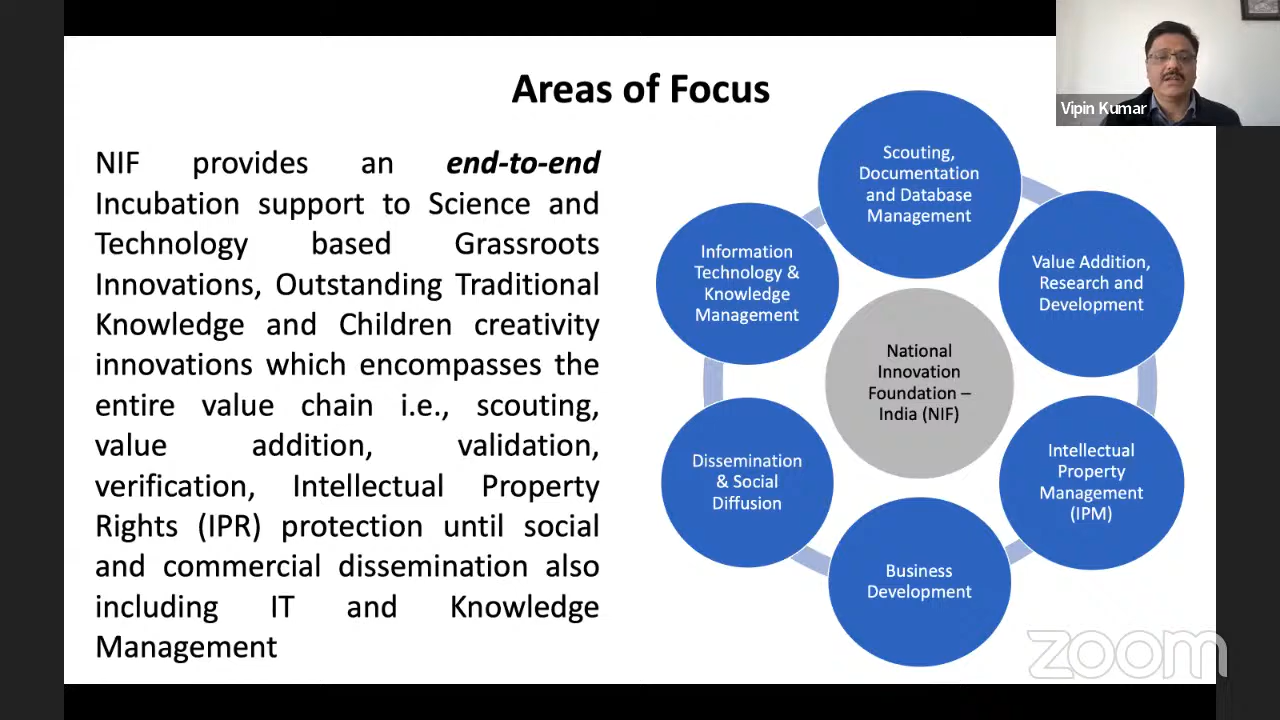 Areas of Focus
NIF provides an end-to-end
Incubation support to Science and
Technology based Grassroots
Innovations, Outstanding Traditional
Knowledge and Children creativity
innovations which encompasses the
entire value chain i.e., scouting,
value addition, validation,
verification, Intellectual Property
Rights (IPR) protection until social
and commercial dissemination also
including IT and Knowledge
Management
Scouting,
Documentation
and Database
Management
Value Addition,
Research and
Development
Intellectual
Property
Management
(IPM)
Business
Development
Dissemination
& Social
Diffusion
Information
Technology &
Knowledge
Management
National
Innovation
Foundation –
India (NIF)
Vipin Kumar
zoom